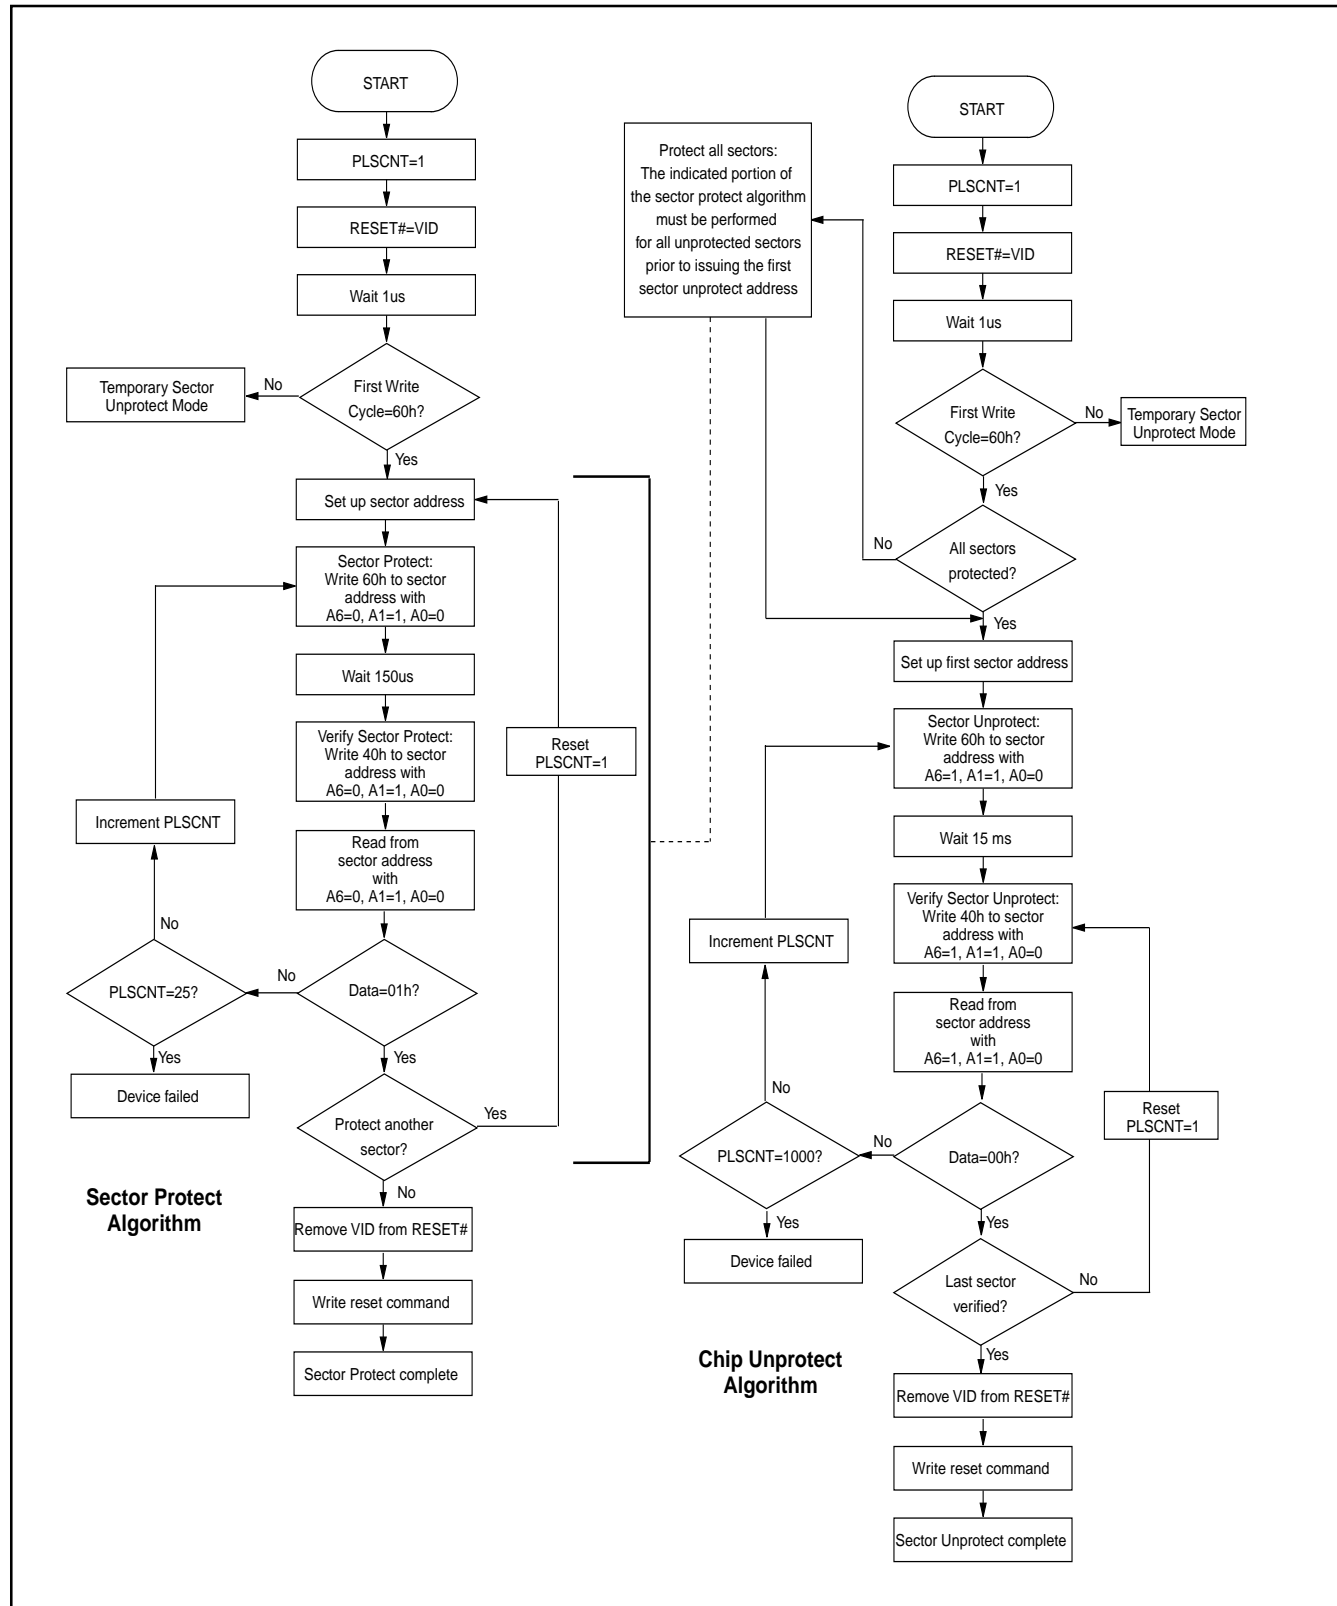 START
PLSCNT=1
RESET#=VID
Wait 1us
First Write
Cycle=60h?
No
Temporary Sector
Unprotect Mode
Yes
Set up sector address
Sector Protect:
Write 60h to sector
address with
A6=0, A1=1, A0=0
Wait 150us
Verify Sector Protect:
Write 40h to sector
address with
A6=0, A1=1, A0=0
Reset
PLSCNT=1
Increment PLSCNT
Read from
sector address
with
A6=0, A1=1, A0=0
No
PLSCNT=25?
No
Data=01h?
Yes
Device failed
Yes
Protect another
sector?
Yes
No
Sector Protect
Algorithm
Remove VID from RESET#
Write reset command
Sector Protect complete
Protect all sectors:
The indicated portion of
the sector protect algorithm
must be performed
for all unprotected sectors
prior to issuing the first
sector unprotect address
START
PLSCNT=1
RESET#=VID
Wait 1us
First Write
Cycle=60h?
No
Temporary Sector
Unprotect Mode
Yes
No
All sectors
protected?
Yes
Set up first sector address
Sector Unprotect:
Write 60h to sector
address with
A6=1, A1=1, A0=0
Wait 15 ms
Verify Sector Unprotect:
Write 40h to sector
address with
A6=1, A1=1, A0=0
Increment PLSCNT
Read from
sector address
with
A6=1, A1=1, A0=0
No
Reset
PLSCNT=1
PLSCNT=1000?
No
Data=00h?
Yes
Device failed
Yes
Last sector
verified?
No
Yes
Chip Unprotect
Algorithm
Remove VID from RESET#
Write reset command
Sector Unprotect complete